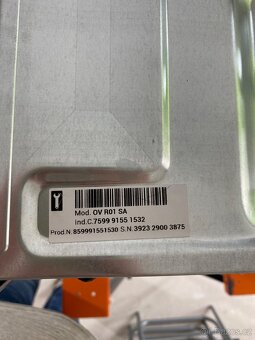 Mod. OV R01 SA
Ind.C.7599 9155 1532
Prod.N. 859991551530 S.N. 3923 2900 3875